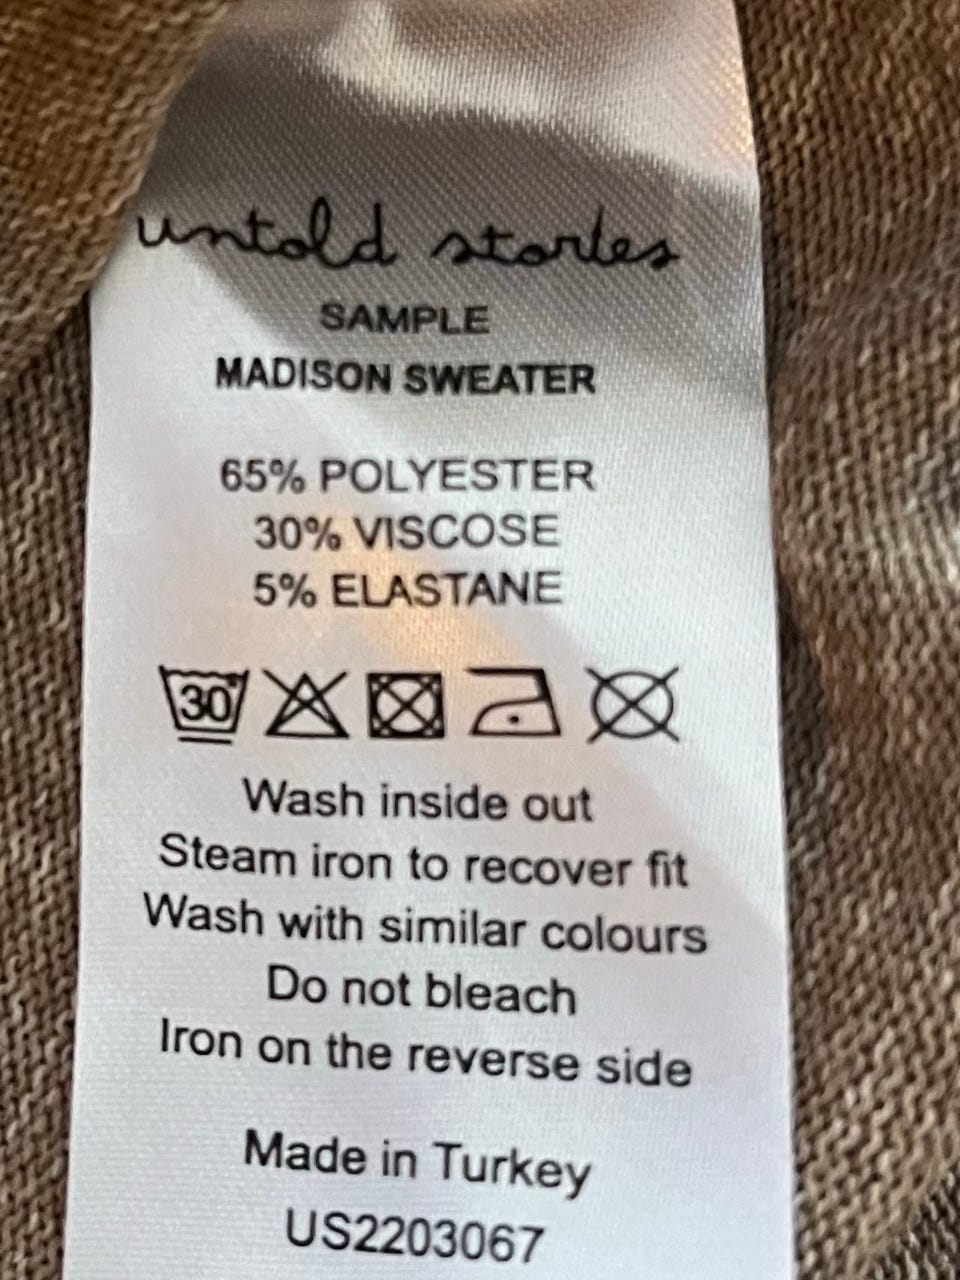 untold stories
SAMPLE
MADISON SWEATER
65% POLYESTER
30% VISCOSE
5% ELASTANE
30°
Wash inside out
Steam iron to recover fit
Wash with similar colours
Do not bleach
Iron on the reverse side
Made in Turkey
US2203067